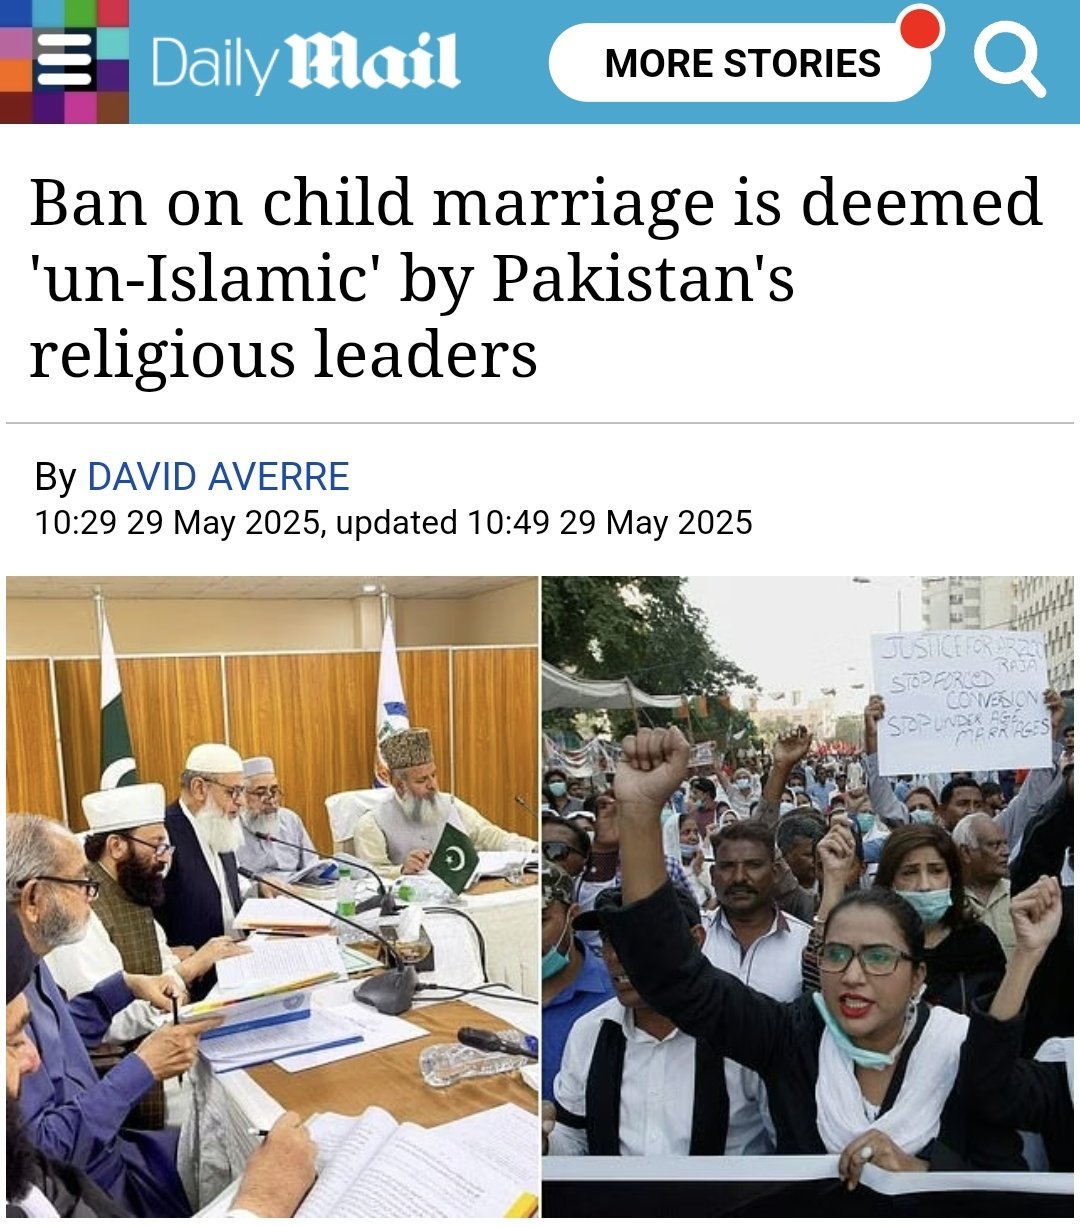 Daily Mail
MORE STORIES
Ban on child marriage is deemed
'un-Islamic' by Pakistan's
religious leaders
By DAVID AVERRE
10:29 29 May 2025, updated 10:49 29 May 2025
JUSTICE FOR ARZOO
RAJA
STOP FORCED
CONVERSION
STOP UNDER AGE
MARRIAGES